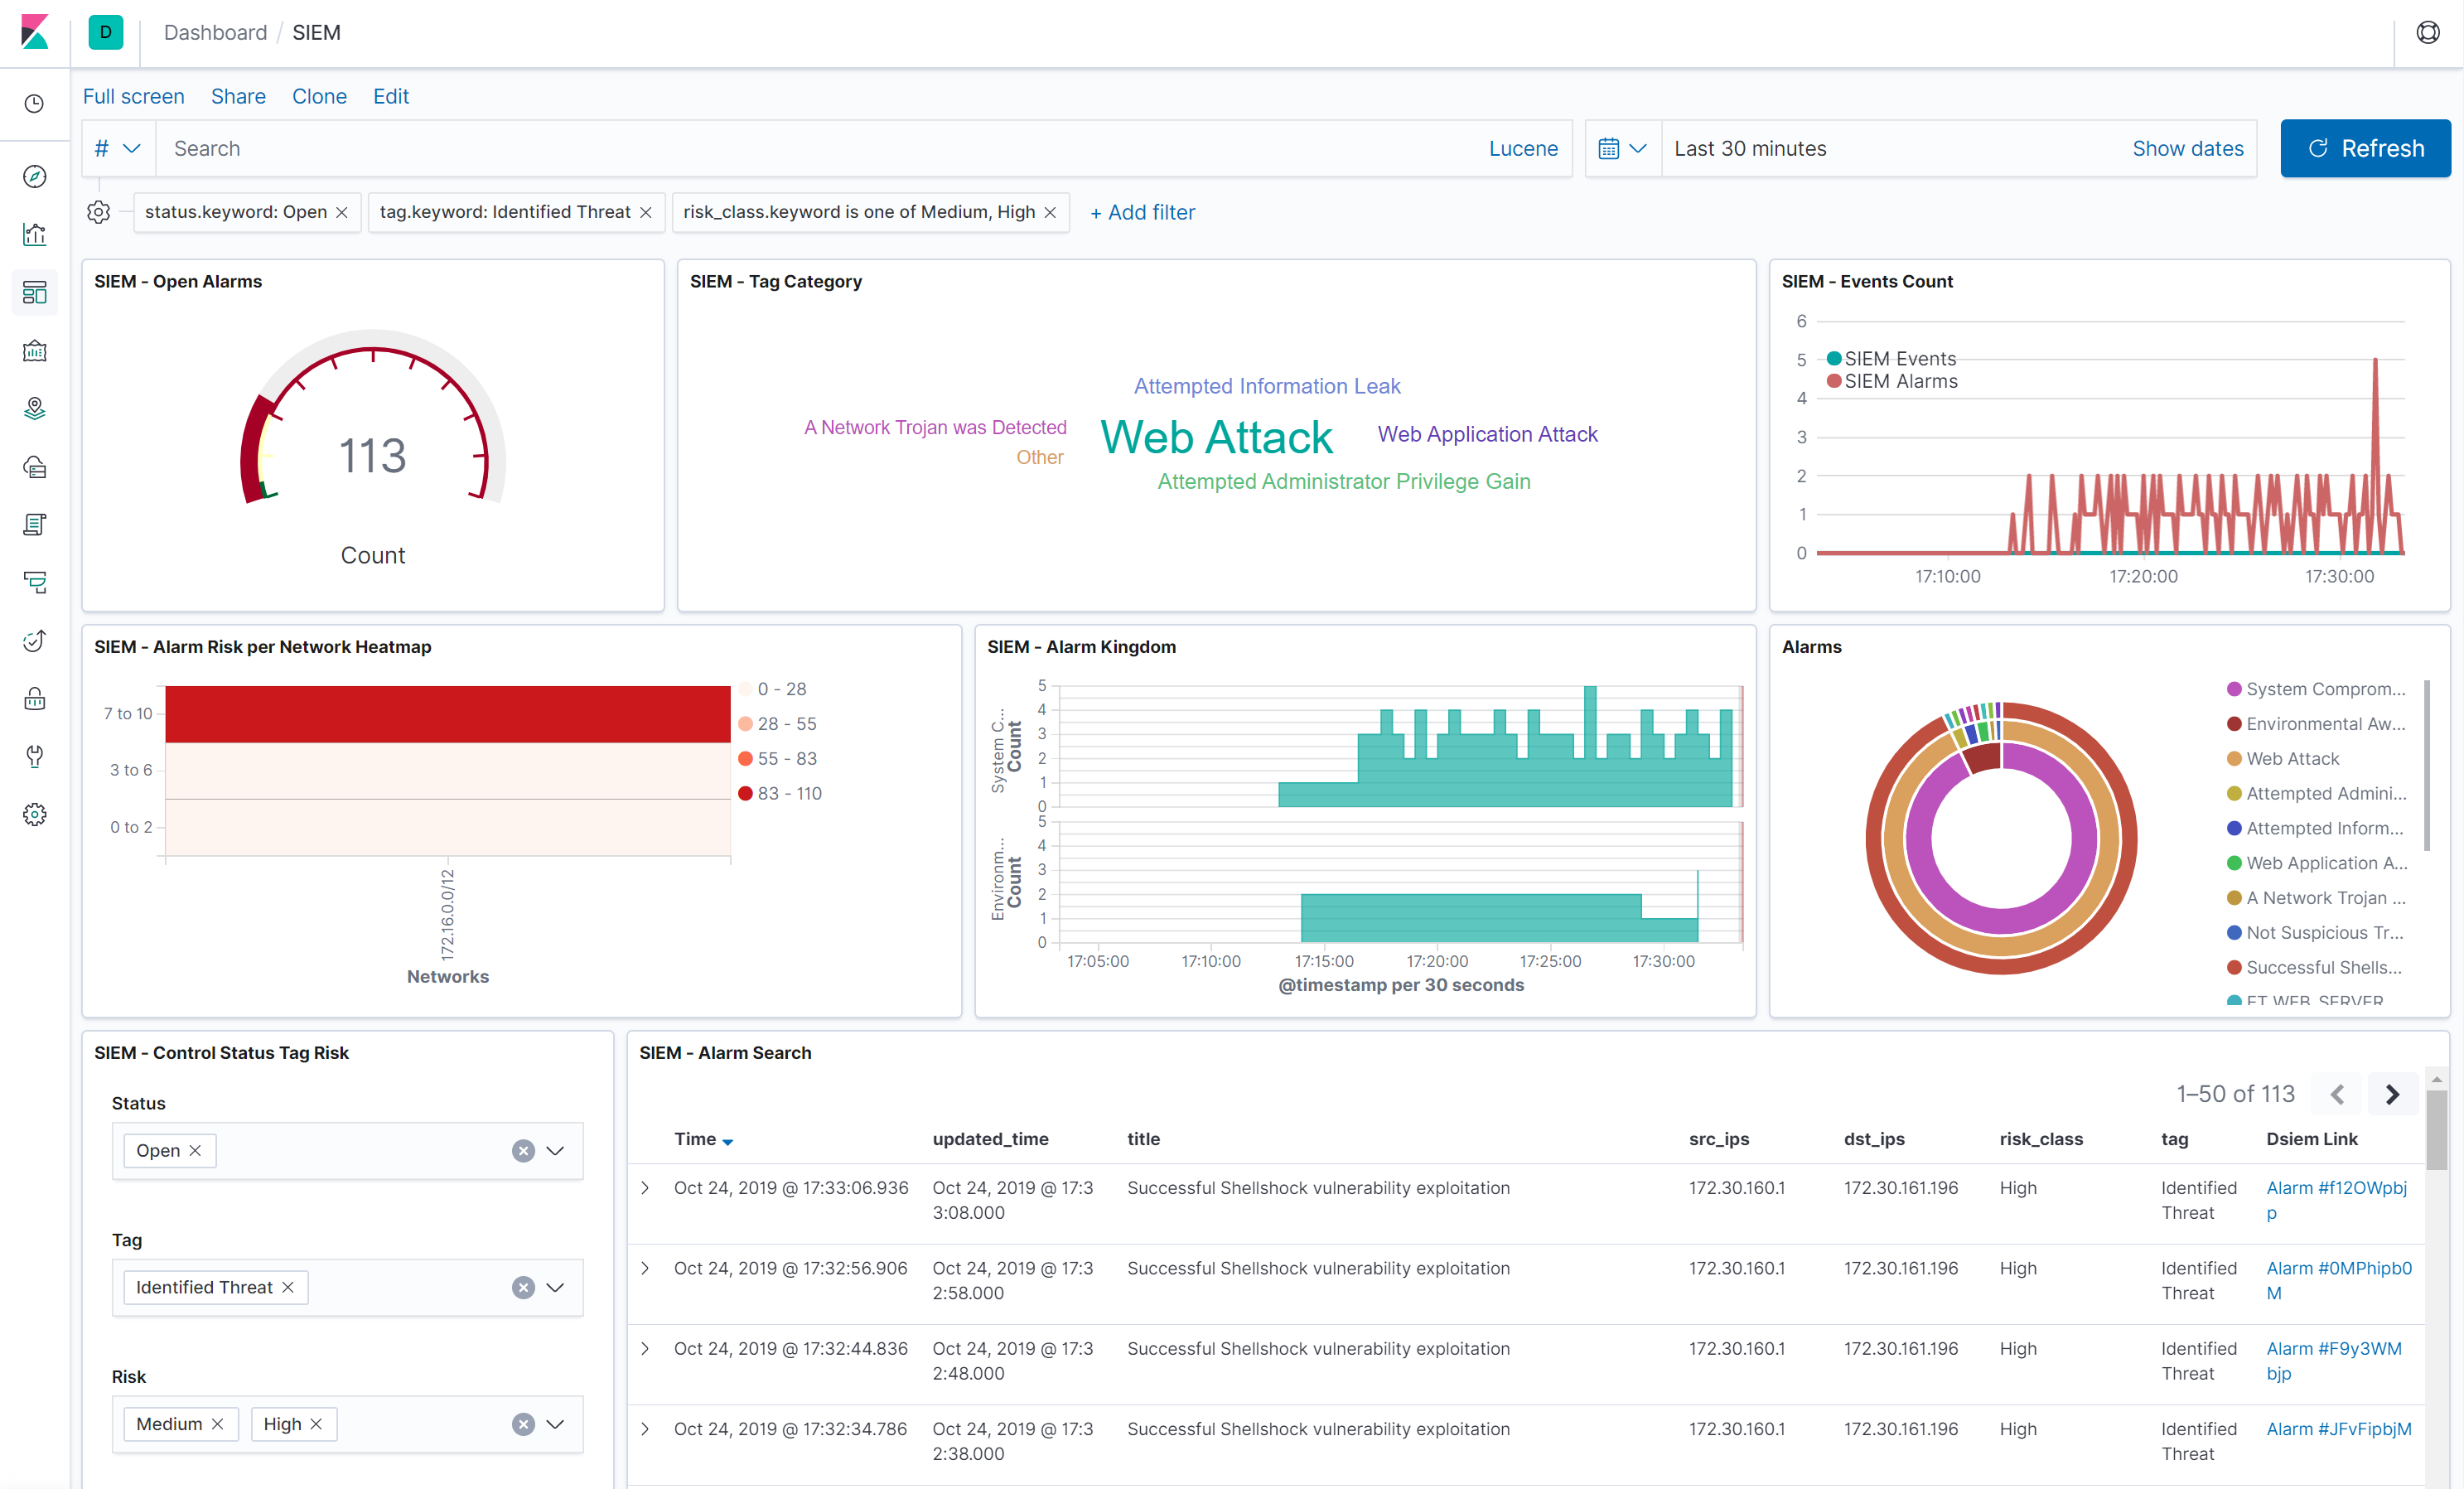 D Dashboard / SIEM
Full screen Share Clone Edit
# Search Lucene Last 30 minutes Show dates Refresh
status.keyword: Open × tag.keyword: Identified Threat × risk_class.keyword is one of Medium, High × + Add filter
SIEM - Open Alarms
113
Count
SIEM - Tag Category
Attempted Information Leak
A Network Trojan was Detected
Web Attack
Web Application Attack
Other
Attempted Administrator Privilege Gain
SIEM - Events Count
6
5
4
3
2
1
0
SIEM Events
SIEM Alarms
17:10:00 17:20:00 17:30:00
SIEM - Alarm Risk per Network Heatmap
7 to 10
3 to 6
0 to 2
172.16.0.0/12
Networks
0 - 28
28 - 55
55 - 83
83 - 110
SIEM - Alarm Kingdom
System C...
Count
5
4
3
2
1
0
Environm...
Count
5
4
3
2
1
0
17:05:00 17:10:00 17:15:00 17:20:00 17:25:00 17:30:00
@timestamp per 30 seconds
Alarms
System Comprom...
Environmental Aw...
Web Attack
Attempted Admini...
Attempted Inform...
Web Application A...
A Network Trojan ...
Not Suspicious Tr...
Successful Shells...
ET WEB_SERVER
SIEM - Control Status Tag Risk
Status
Open ×
Tag
Identified Threat ×
Risk
Medium × High ×
SIEM - Alarm Search
1–50 of 113
Time updated_time title src_ips dst_ips risk_class tag Dsiem Link
Oct 24, 2019 @ 17:33:06.936 Oct 24, 2019 @ 17:3 Successful Shellshock vulnerability exploitation 172.30.160.1 172.30.161.196 High Identified Alarm #f12OWpbj
3:08.000 Threat p
Oct 24, 2019 @ 17:32:56.906 Oct 24, 2019 @ 17:3 Successful Shellshock vulnerability exploitation 172.30.160.1 172.30.161.196 High Identified Alarm #0MPhipb0
2:58.000 Threat M
Oct 24, 2019 @ 17:32:44.836 Oct 24, 2019 @ 17:3 Successful Shellshock vulnerability exploitation 172.30.160.1 172.30.161.196 High Identified Alarm #F9y3WM
2:48.000 Threat bjp
Oct 24, 2019 @ 17:32:34.786 Oct 24, 2019 @ 17:3 Successful Shellshock vulnerability exploitation 172.30.160.1 172.30.161.196 High Identified Alarm #JFvFipbjM
2:38.000 Threat